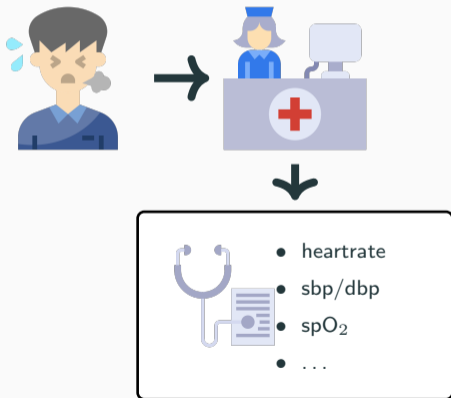 • heartrate
• sbp/dbp
• spO₂
• ...